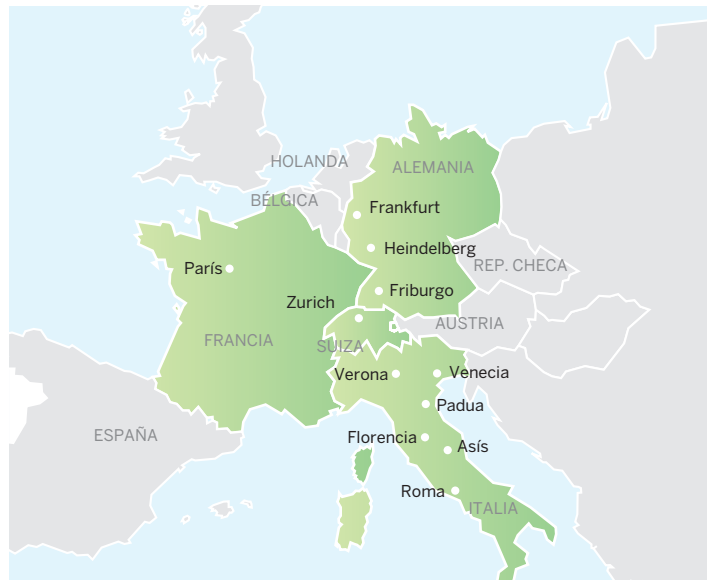 HOLANDA
ALEMANIA
BÉLGICA
Frankfurt
Heindelberg
REP. CHECA
París
Friburgo
Zurich
AUSTRIA
FRANCIA
SUIZA
Verona
Venecia
Padua
ESPAÑA
Florencia
Asís
Roma
ITALIA